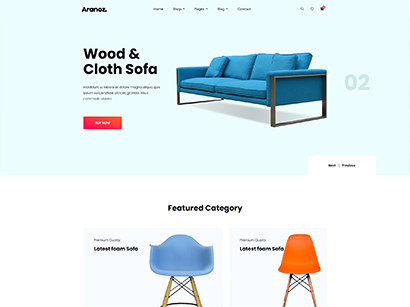 Aranoz.
Home Shop Pages Blog Contact
Wood &
Cloth Sofa
02
BUY NOW
Next | Previous
Featured Category
Premium Quality
Latest foam Sofa
Premium Quality
Latest foam Sofa